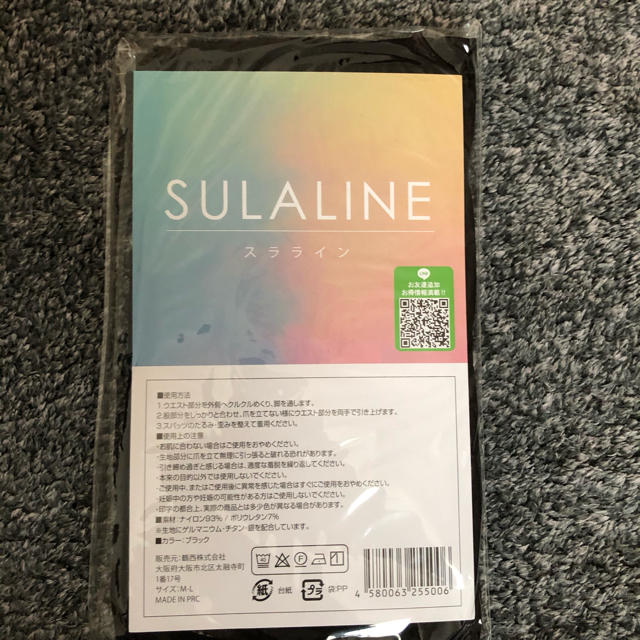 SULALINE
スラライン
LINE
お友達追加
お得情報満載!!
■使用方法
1.ウエスト部分を外側へクルクルめくり、脚を通します。
2.股部分をしっかりと合わせ、爪を立てない様にウエスト部分を両手で引き上げます。
3.スパッツのたるみ・歪みを整えて着用ください。
■使用上の注意
・お肌に合わない場合はご使用をおやめください。
・生地部分に爪を立て無理に引っ張ると破れる恐れがあります。
・引き締め過ぎと感じる場合は、適度な着脱を繰り返してください。
・本来の目的以外では使用しないでください。
・ご使用中、またはご使用後に異常を感じた場合はすぐにご使用をおやめください。
・妊娠中の方や妊娠の可能性がある方はご使用しないでください。
・印字の都合上、実際の商品とは多少色が異なる場合があります。
■素材:ナイロン93% / ポリウレタン7%
※生地にゲルマニウム・チタン・銀を配合しています。
■カラー:ブラック
販売元:鶴西株式会社
大阪府大阪市北区太融寺町
1番17号
サイズ:M-L
MADE IN PRC
紙 台紙
プラ 袋:PP
4 580063 255006